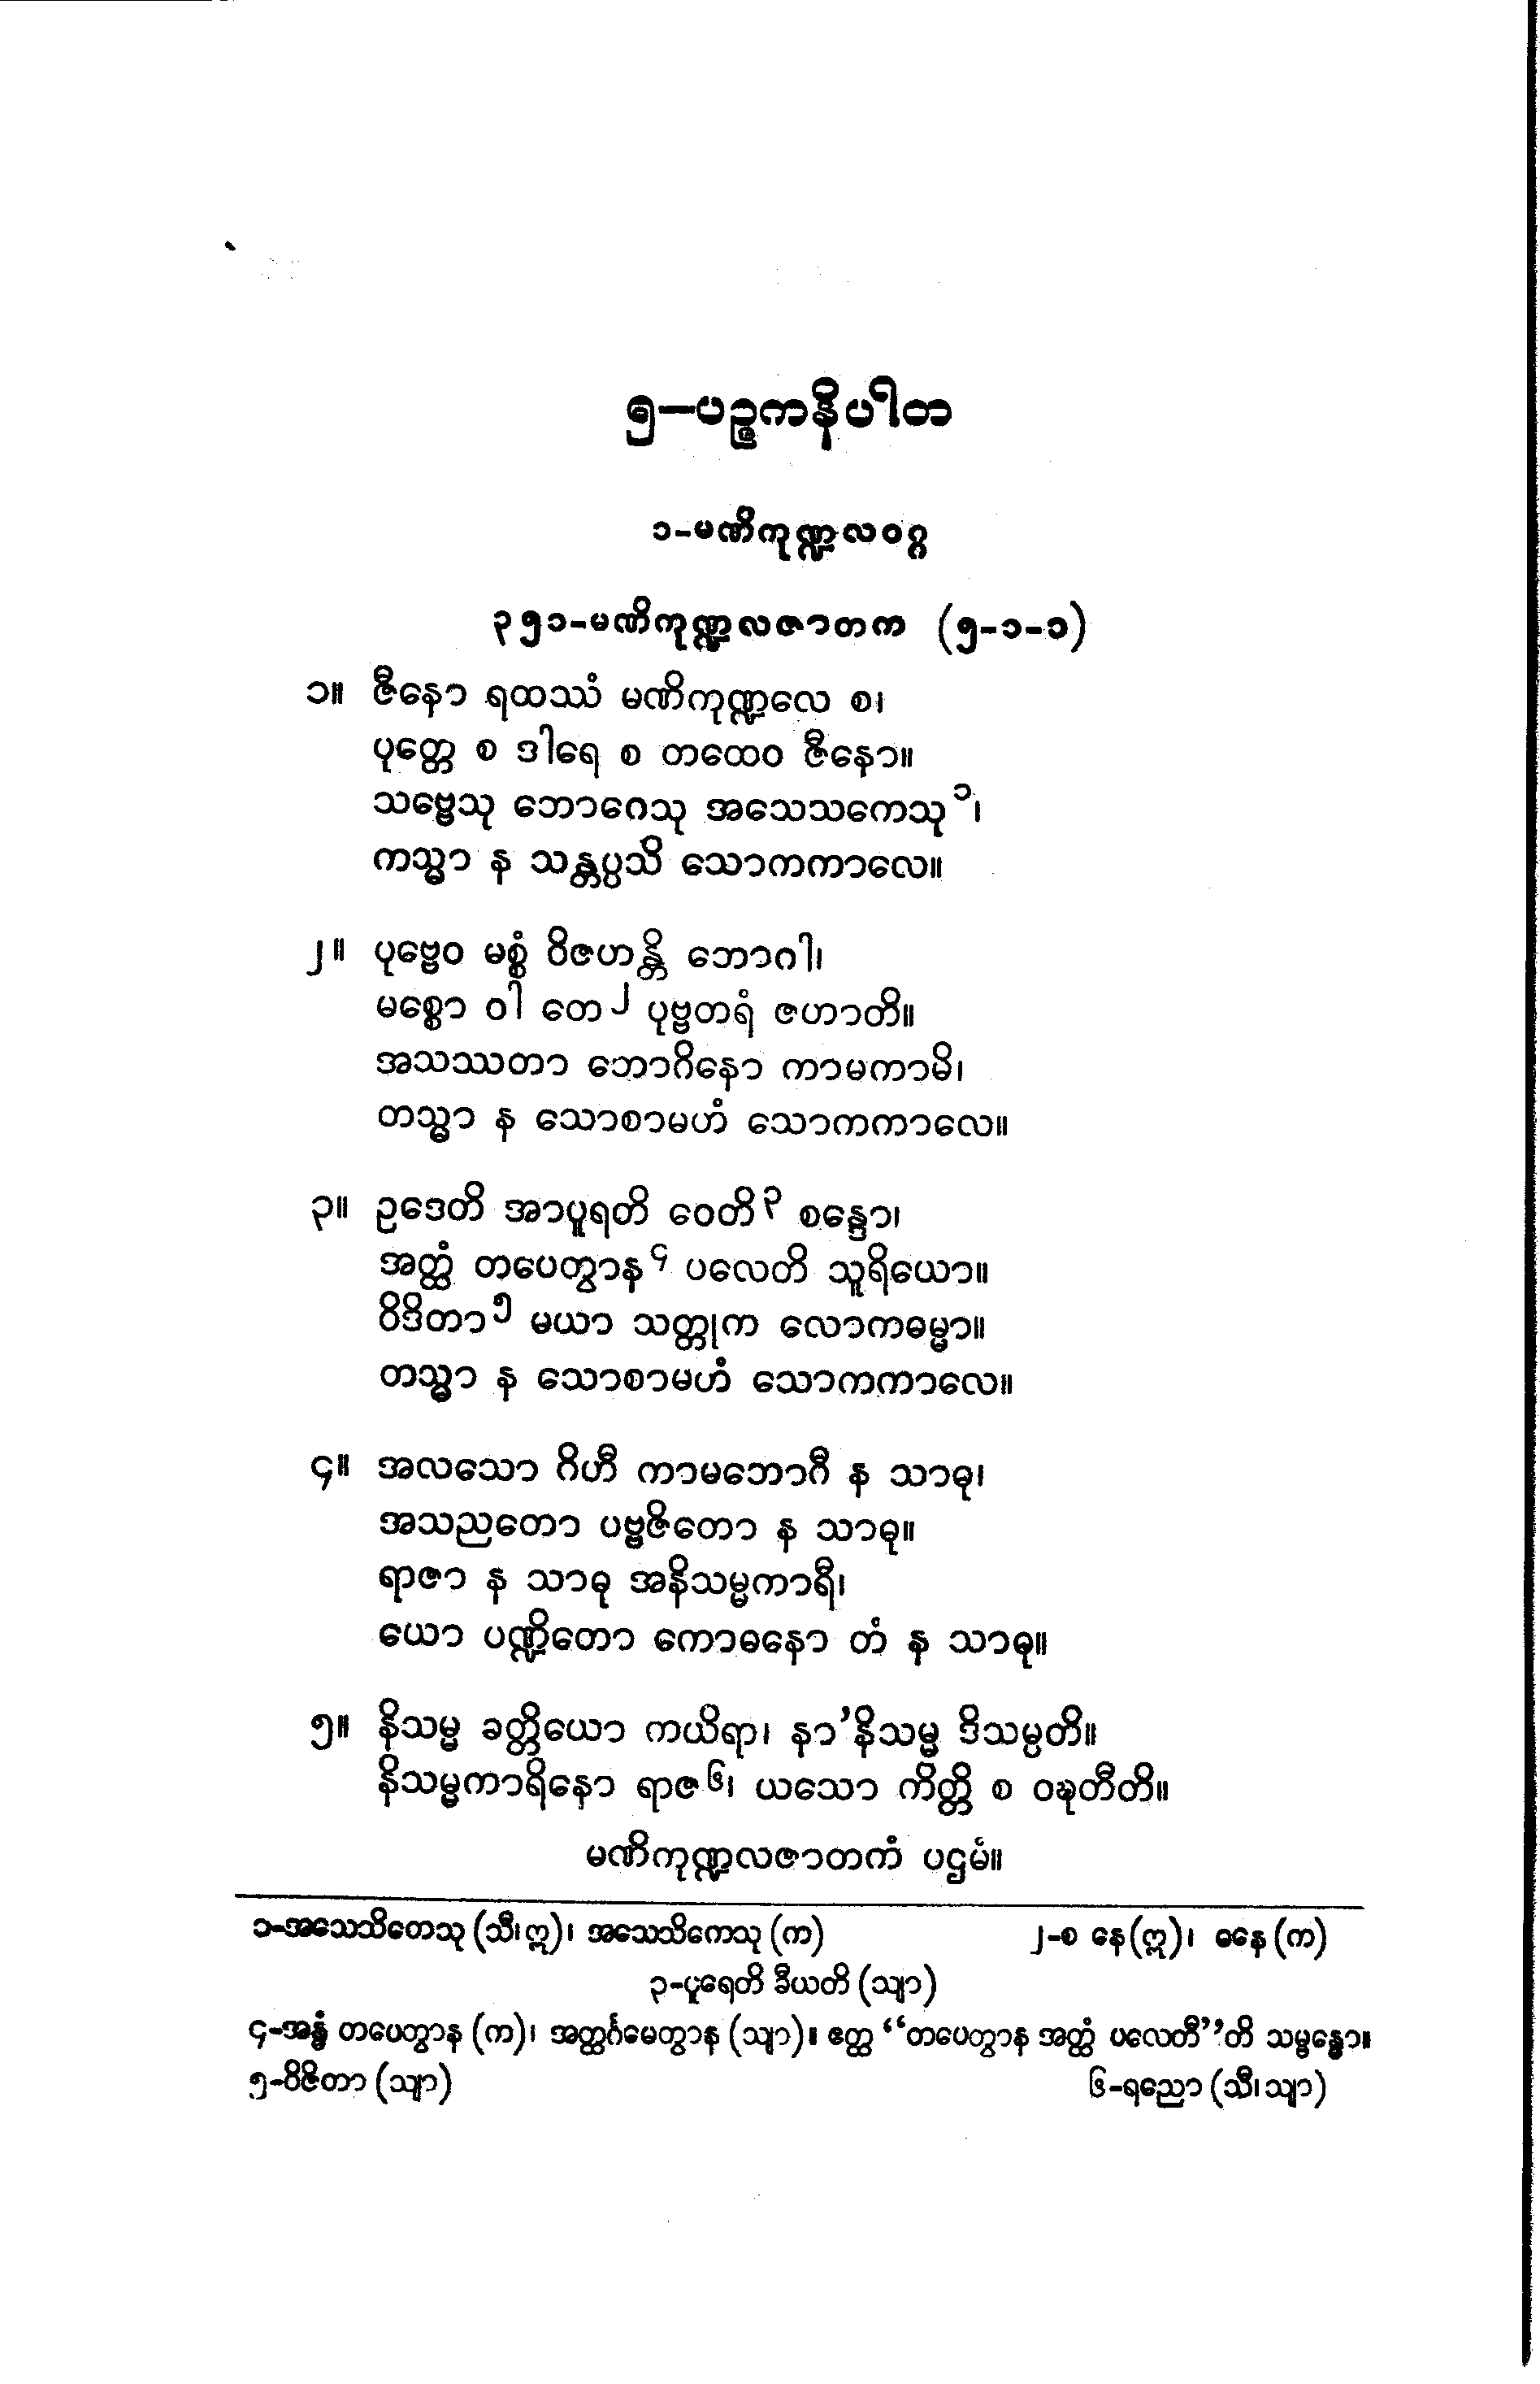 ၅—ပဉ္စကနိပါတ
၁-မဏိကုဏ္ဍလဝဂ္ဂ
၃၅၁-မဏိကုဏ္ဍလဇာတက (၅-၁-၁)
၁။ ဇီနော ရထဿံ မဏိကုဏ္ဍလေ စ၊
ပုတ္တေ စ ဒါရေ စ တထေဝ ဇီနော။
သဗ္ဗေသု ဘောဂေသု အသေသကေသု၁၊
ကသ္မာ န သန္တပ္ပသိ သောကကာလေ။
၂။ ပုဗ္ဗေဝ မစ္စံ ဝိဇဟန္တိ ဘောဂါ၊
မစ္စော ဝါ တေ၂ ပုဗ္ဗတရံ ဇဟာတိ။
အသဿတာ ဘောဂိနော ကာမကာမိ၊
တသ္မာ န သောစာမဟံ သောကကာလေ။
၃။ ဥဒေတိ အာပူရတိ ဝေတိ၃ စန္ဒော၊
အတ္ထံ တပေတွာန၄ ပလေတိ သူရိယော။
ဝိဒိတာ၅ မယာ သတ္တုက လောကဓမ္မာ။
တသ္မာ န သောစာမဟံ သောကကာလေ။
၄။ အလသော ဂိဟီ ကာမဘောဂီ န သာဓု၊
အသညတော ပဗ္ဗဇိတော န သာဓု။
ရာဇာ န သာဓု အနိသမ္မကာရီ၊
ယော ပဏ္ဍိတော ကောဓနော တံ န သာဓု။
၅။ နိသမ္မ ခတ္တိယော ကယိရာ၊ နာ’နိသမ္မ ဒိသမ္ပတိ။
နိသမ္မကာရိနော ရာဇ၆၊ ယသော ကိတ္တိ စ ဝဍ္ဎတီတိ။
မဏိကုဏ္ဍလဇာတကံ ပဌမံ။
၁-အသေသိတေသု (သီ၊ ဣ)၊ အသေသိကေသု (က) ၂-စ နေ (ဣ)၊ ဓနေ (က)
၃-ပူရေတိ ခီယတိ (သျာ)
၄-အန္ဓံ တပေတွာန (က)၊ အတ္ထင်္ဂမေတွာန (သျာ)။ ဧတ္ထ “တပေတွာန အတ္ထံ ပလေတီ”တိ သမ္ဗန္ဓော။
၅-ဝိဇိတာ (သျာ) ၆-ရညော (သီ၊ သျာ)